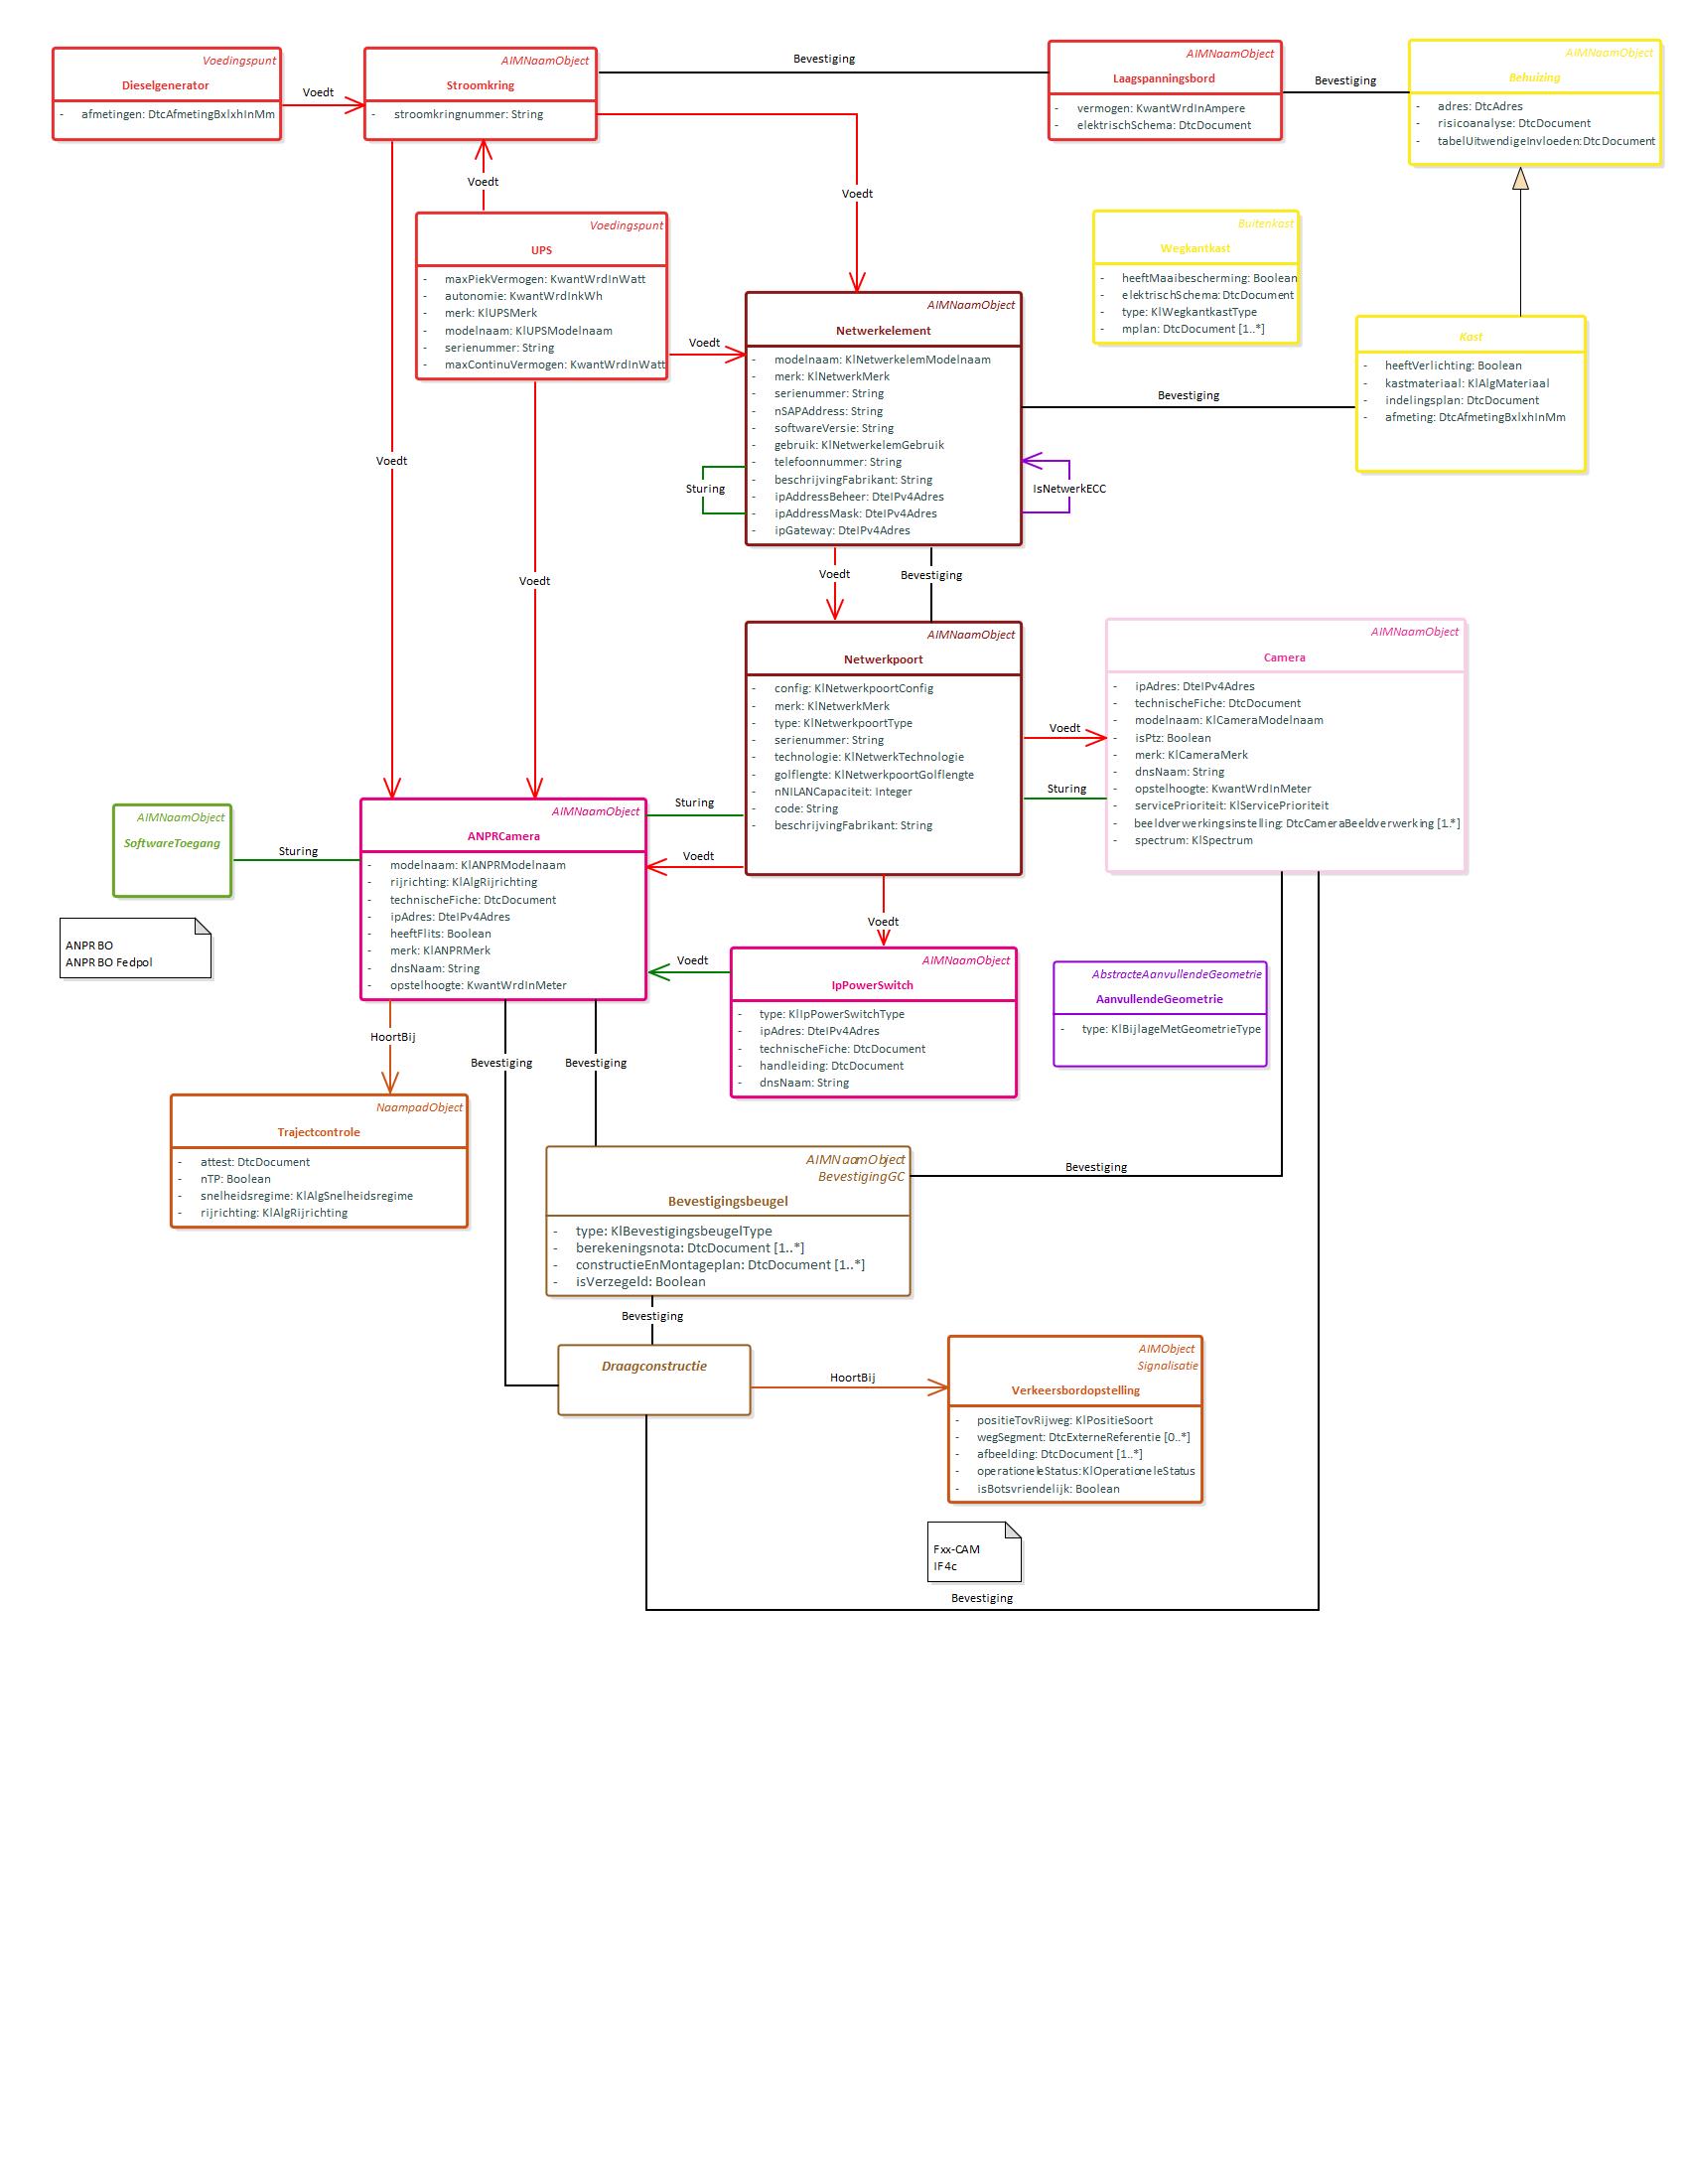 Voedingspunt
Dieselgenerator
- afmetingen: DtcAfmetingBxlxhInMm
Voedt
AIMNaamObject
Stroomkring
- stroomkringnummer: String
Bevestiging
AIMNaamObject
Laagspanningsbord
- vermogen: KwantWrdInAmpere
- elektrischSchema: DtcDocument
Bevestiging
AIMNaamObject
Behuizing
- adres: DtcAdres
- risicoanalyse: DtcDocument
- tabelUitwendigeInvloeden: DtcDocument
Voedt
Voedt
Voedingspunt
UPS
- maxPiekVermogen: KwantWrdInWatt
- autonomie: KwantWrdInkWh
- merk: KlUPSMerk
- modelnaam: KlUPSModelnaam
- serienummer: String
- maxContinuVermogen: KwantWrdInWatt
Buitenkast
Wegkantkast
- heeftMaaibescherming: Boolean
- elektrischSchema: DtcDocument
- type: KlWegkantkastType
- mplan: DtcDocument [1..*]
Voedt
AIMNaamObject
Netwerkelement
- modelnaam: KlNetwerkelemModelnaam
- merk: KlNetwerkMerk
- serienummer: String
- nSAPAddress: String
- softwareVersie: String
- gebruik: KlNetwerkelemGebruik
- telefoonnummer: String
- beschrijvingFabrikant: String
- ipAddressBeheer: DteIPv4Adres
- ipAddressMask: DteIPv4Adres
- ipGateway: DteIPv4Adres
Kast
- heeftVerlichting: Boolean
- kastmateriaal: KlAlgMateriaal
- indelingsplan: DtcDocument
- afmeting: DtcAfmetingBxlxhInMm
Bevestiging
Voedt
Sturing
IsNetwerkECC
Voedt
Voedt
Bevestiging
AIMNaamObject
Netwerkpoort
- config: KlNetwerkpoortConfig
- merk: KlNetwerkMerk
- type: KlNetwerkpoortType
- serienummer: String
- technologie: KlNetwerkTechnologie
- golflengte: KlNetwerkpoortGolflengte
- nNILANCapaciteit: Integer
- code: String
- beschrijvingFabrikant: String
Voedt
Sturing
AIMNaamObject
Camera
- ipAdres: DteIPv4Adres
- technischeFiche: DtcDocument
- modelnaam: KlCameraModelnaam
- isPtz: Boolean
- merk: KlCameraMerk
- dnsNaam: String
- opstelhoogte: KwantWrdInMeter
- servicePrioriteit: KlServicePrioriteit
- beeldverwerkingsinstelling: DtcCameraBeeldverwerking [1..*]
- spectrum: KlSpectrum
AIMNaamObject
SoftwareToegang
Sturing
AIMNaamObject
ANPRCamera
- modelnaam: KlANPRModelnaam
- rijrichting: KlAlgRijrichting
- technischeFiche: DtcDocument
- ipAdres: DteIPv4Adres
- heeftFlits: Boolean
- merk: KlANPRMerk
- dnsNaam: String
- opstelhoogte: KwantWrdInMeter
Sturing
Voedt
Voedt
ANPR BO
ANPR BO Fedpol
Voedt
AIMNaamObject
IpPowerSwitch
- type: KlIpPowerSwitchType
- ipAdres: DteIPv4Adres
- technischeFiche: DtcDocument
- handleiding: DtcDocument
- dnsNaam: String
AbstracteAanvullendeGeometrie
AanvullendeGeometrie
- type: KlBijlageMetGeometrieType
HoortBij
Bevestiging
Bevestiging
NaampadObject
Trajectcontrole
- attest: DtcDocument
- nTP: Boolean
- snelheidsregime: KlAlgSnelheidsregime
- rijrichting: KlAlgRijrichting
AIMNaamObject
BevestigingGC
Bevestigingsbeugel
- type: KlBevestigingsbeugelType
- berekeningsnota: DtcDocument [1..*]
- constructieEnMontageplan: DtcDocument [1..*]
- isVerzegeld: Boolean
Bevestiging
Bevestiging
Draagconstructie
HoortBij
AIMObject
Signalisatie
Verkeersbordopstelling
- positieTovRijweg: KlPositieSoort
- wegSegment: DtcExterneReferentie [0..*]
- afbeelding: DtcDocument [1..*]
- operationeleStatus: KlOperationeleStatus
- isBotsvriendelijk: Boolean
Fxx-CAM
IF4c
Bevestiging